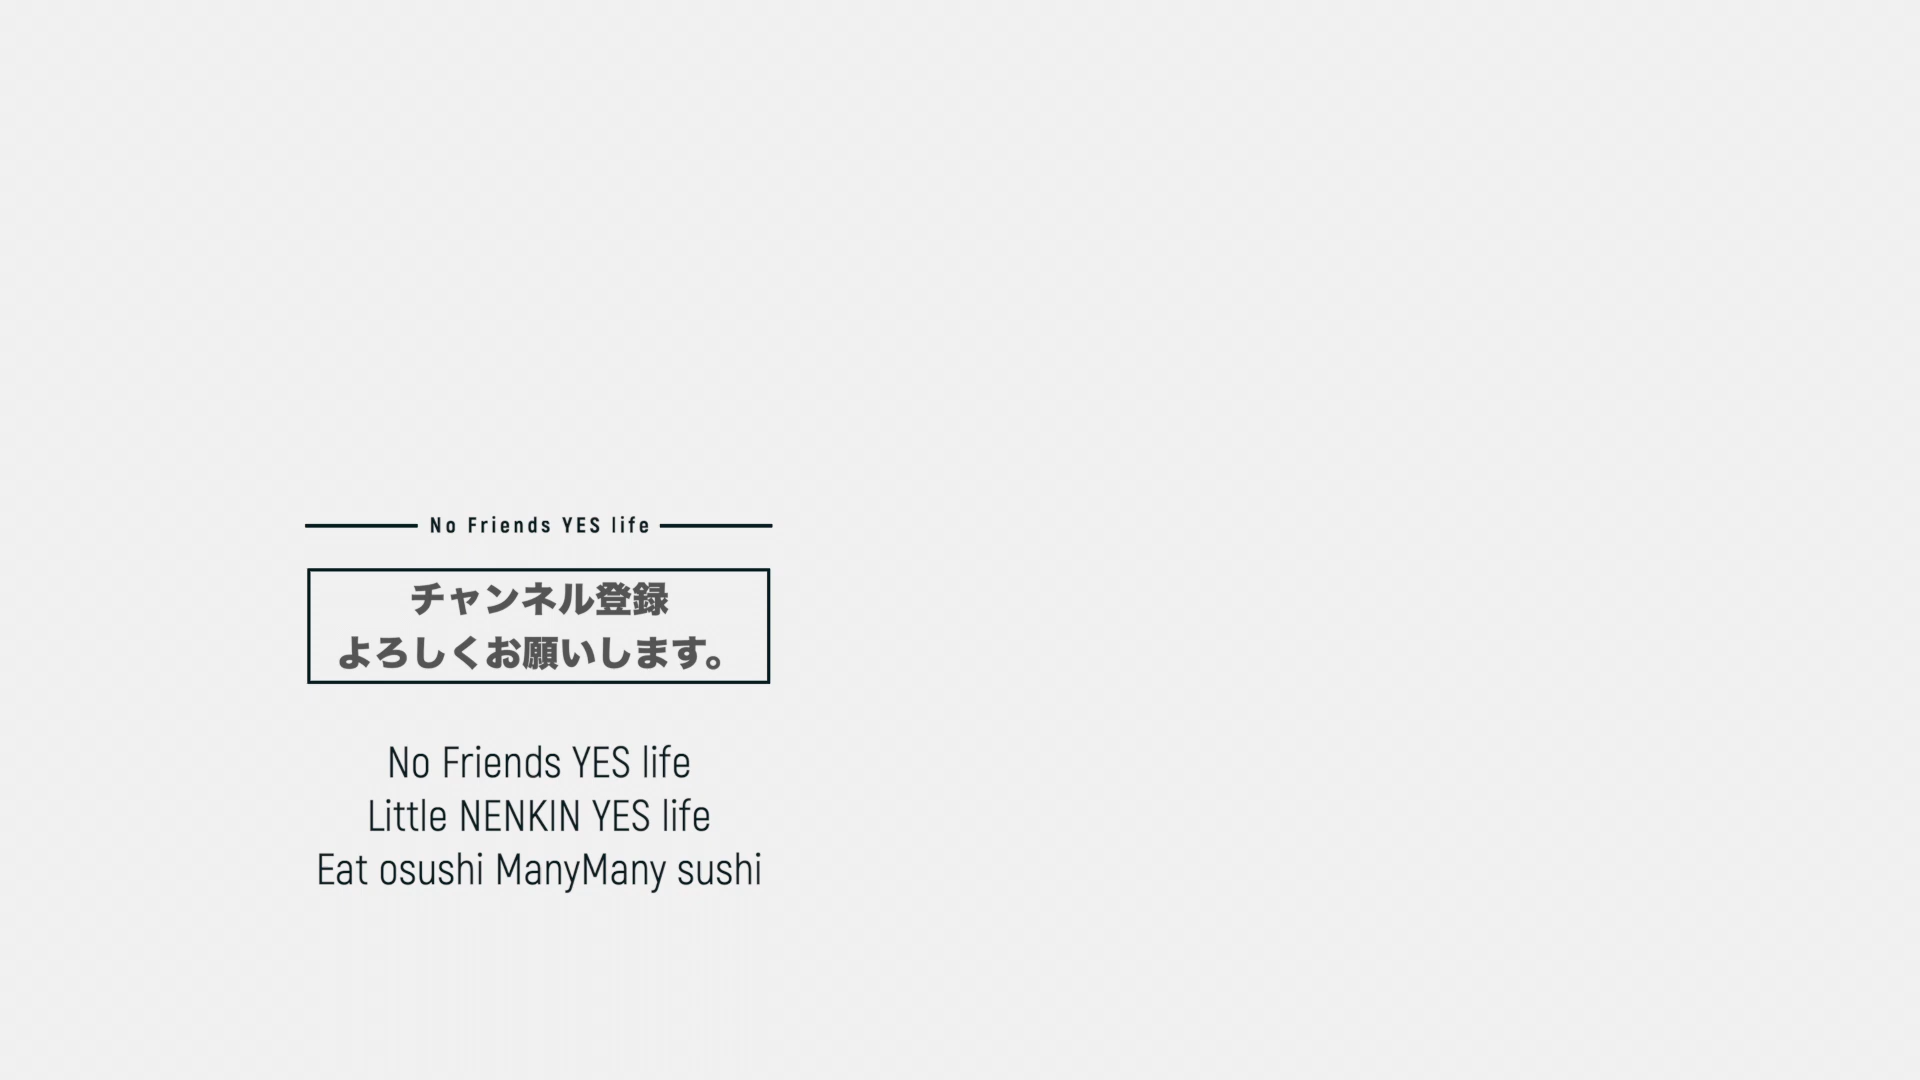 No Friends YES life
チャンネル登録
よろしくお願いします。
No Friends YES life
Little NENKIN YES life
Eat osushi ManyMany sushi